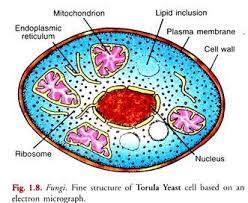 Mitochondrion
Lipid inclusion
Endoplasmic
reticulum
Plasma membrane
Cell wall
Ribosome
Nucleus
Fig. 1.8. Fungi. Fine structure of Torula Yeast cell based on an
electron micrograph.